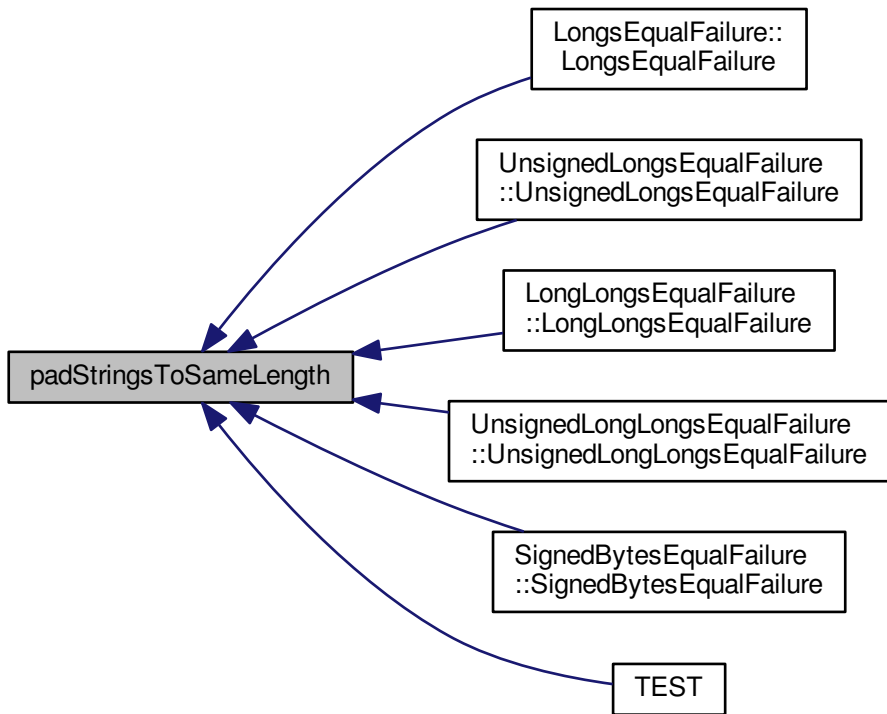 LongsEqualFailure::
LongsEqualFailure
UnsignedLongsEqualFailure
::UnsignedLongsEqualFailure
LongLongsEqualFailure
::LongLongsEqualFailure
padStringsToSameLength
UnsignedLongLongsEqualFailure
::UnsignedLongLongsEqualFailure
SignedBytesEqualFailure
::SignedBytesEqualFailure
TEST